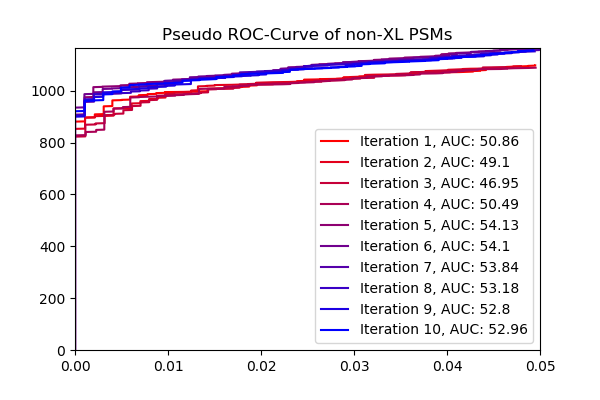 Pseudo ROC-Curve of non-XL PSMs
1000
800
600
400
200
0
Iteration 1, AUC: 50.86
Iteration 2, AUC: 49.1
Iteration 3, AUC: 46.95
Iteration 4, AUC: 50.49
Iteration 5, AUC: 54.13
Iteration 6, AUC: 54.1
Iteration 7, AUC: 53.84
Iteration 8, AUC: 53.18
Iteration 9, AUC: 52.8
Iteration 10, AUC: 52.96
0.00 0.01 0.02 0.03 0.04 0.05